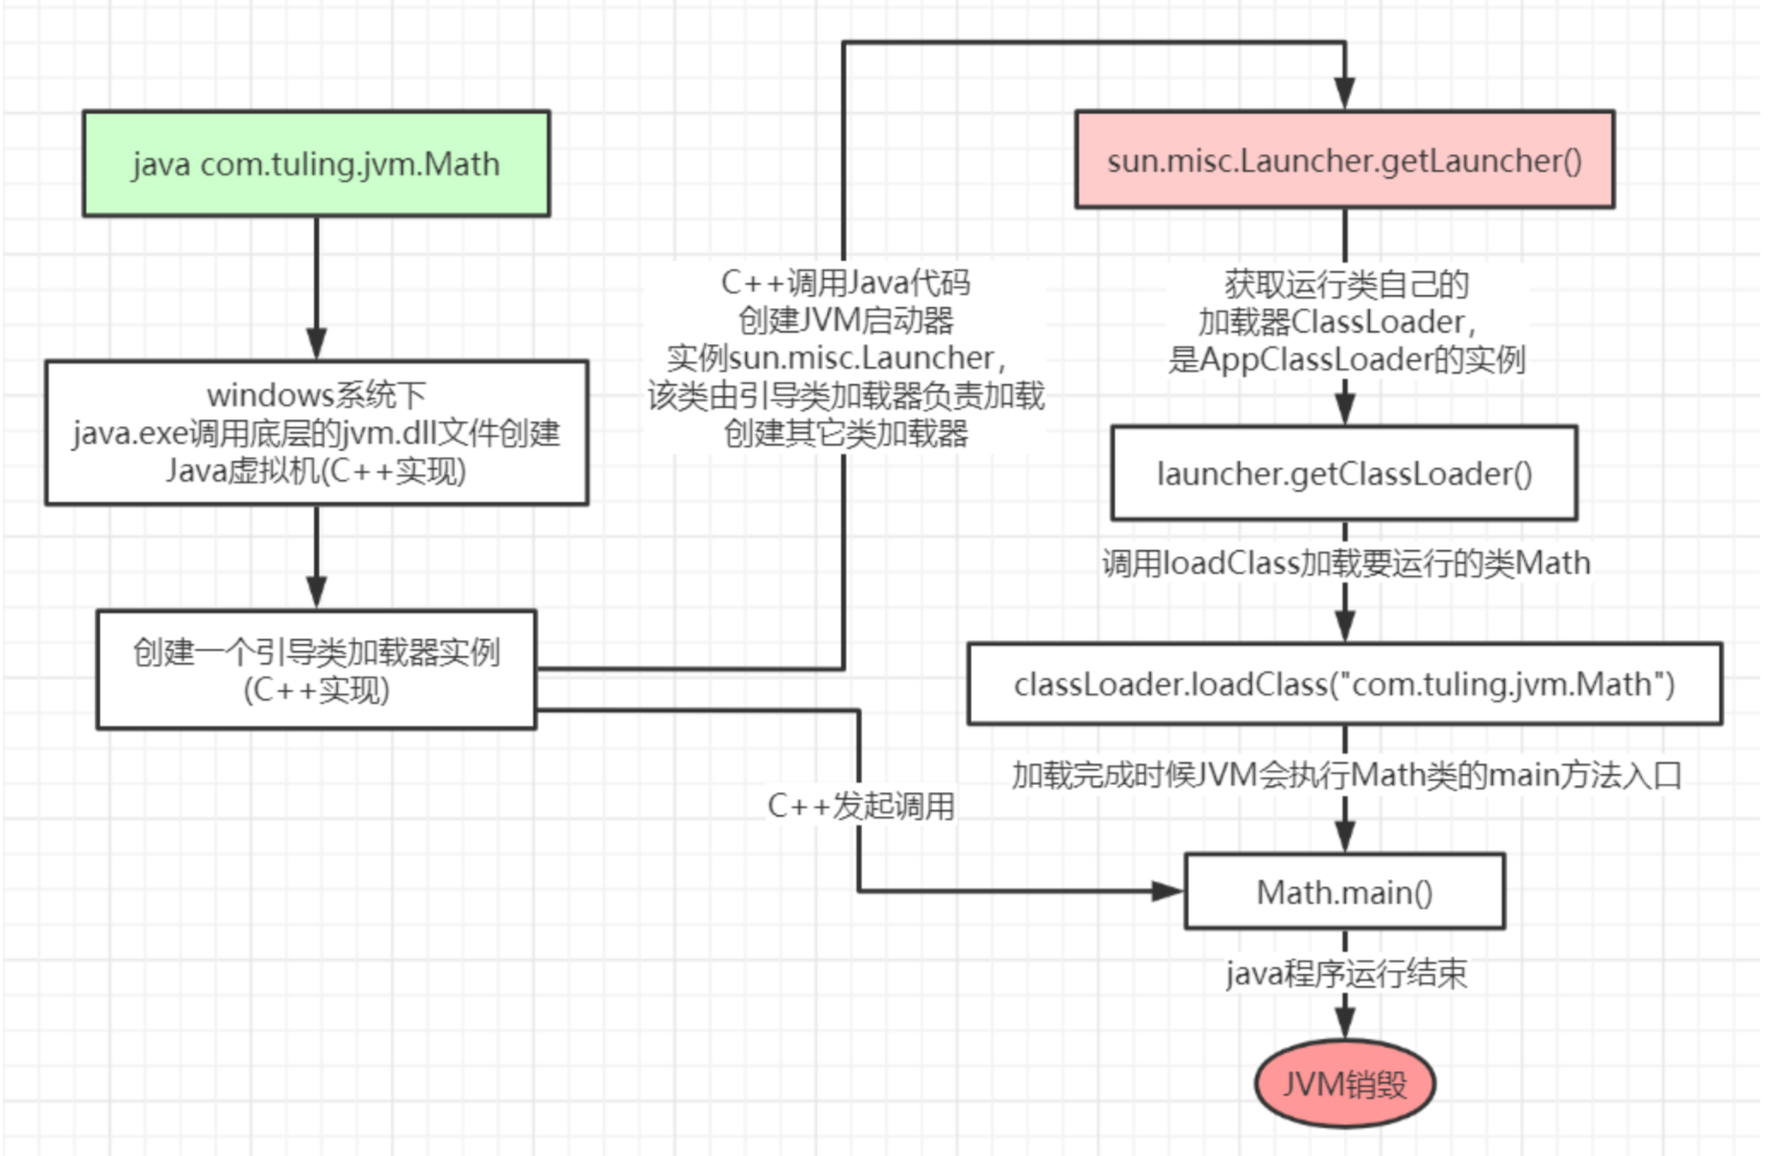 java com.tuling.jvm.Math
windows系统下
java.exe调用底层的jvm.dll文件创建
Java虚拟机(C++实现)
创建一个引导类加载器实例
(C++实现)
C++调用Java代码
创建JVM启动器
实例sun.misc.Launcher,
该类由引导类加载器负责加载
创建其它类加载器
C++发起调用
sun.misc.Launcher.getLauncher()
获取运行类自己的
加载器ClassLoader,
是AppClassLoader的实例
launcher.getClassLoader()
调用loadClass加载要运行的类Math
classLoader.loadClass("com.tuling.jvm.Math")
加载完成时候JVM会执行Math类的main方法入口
Math.main()
java程序运行结束
JVM销毁